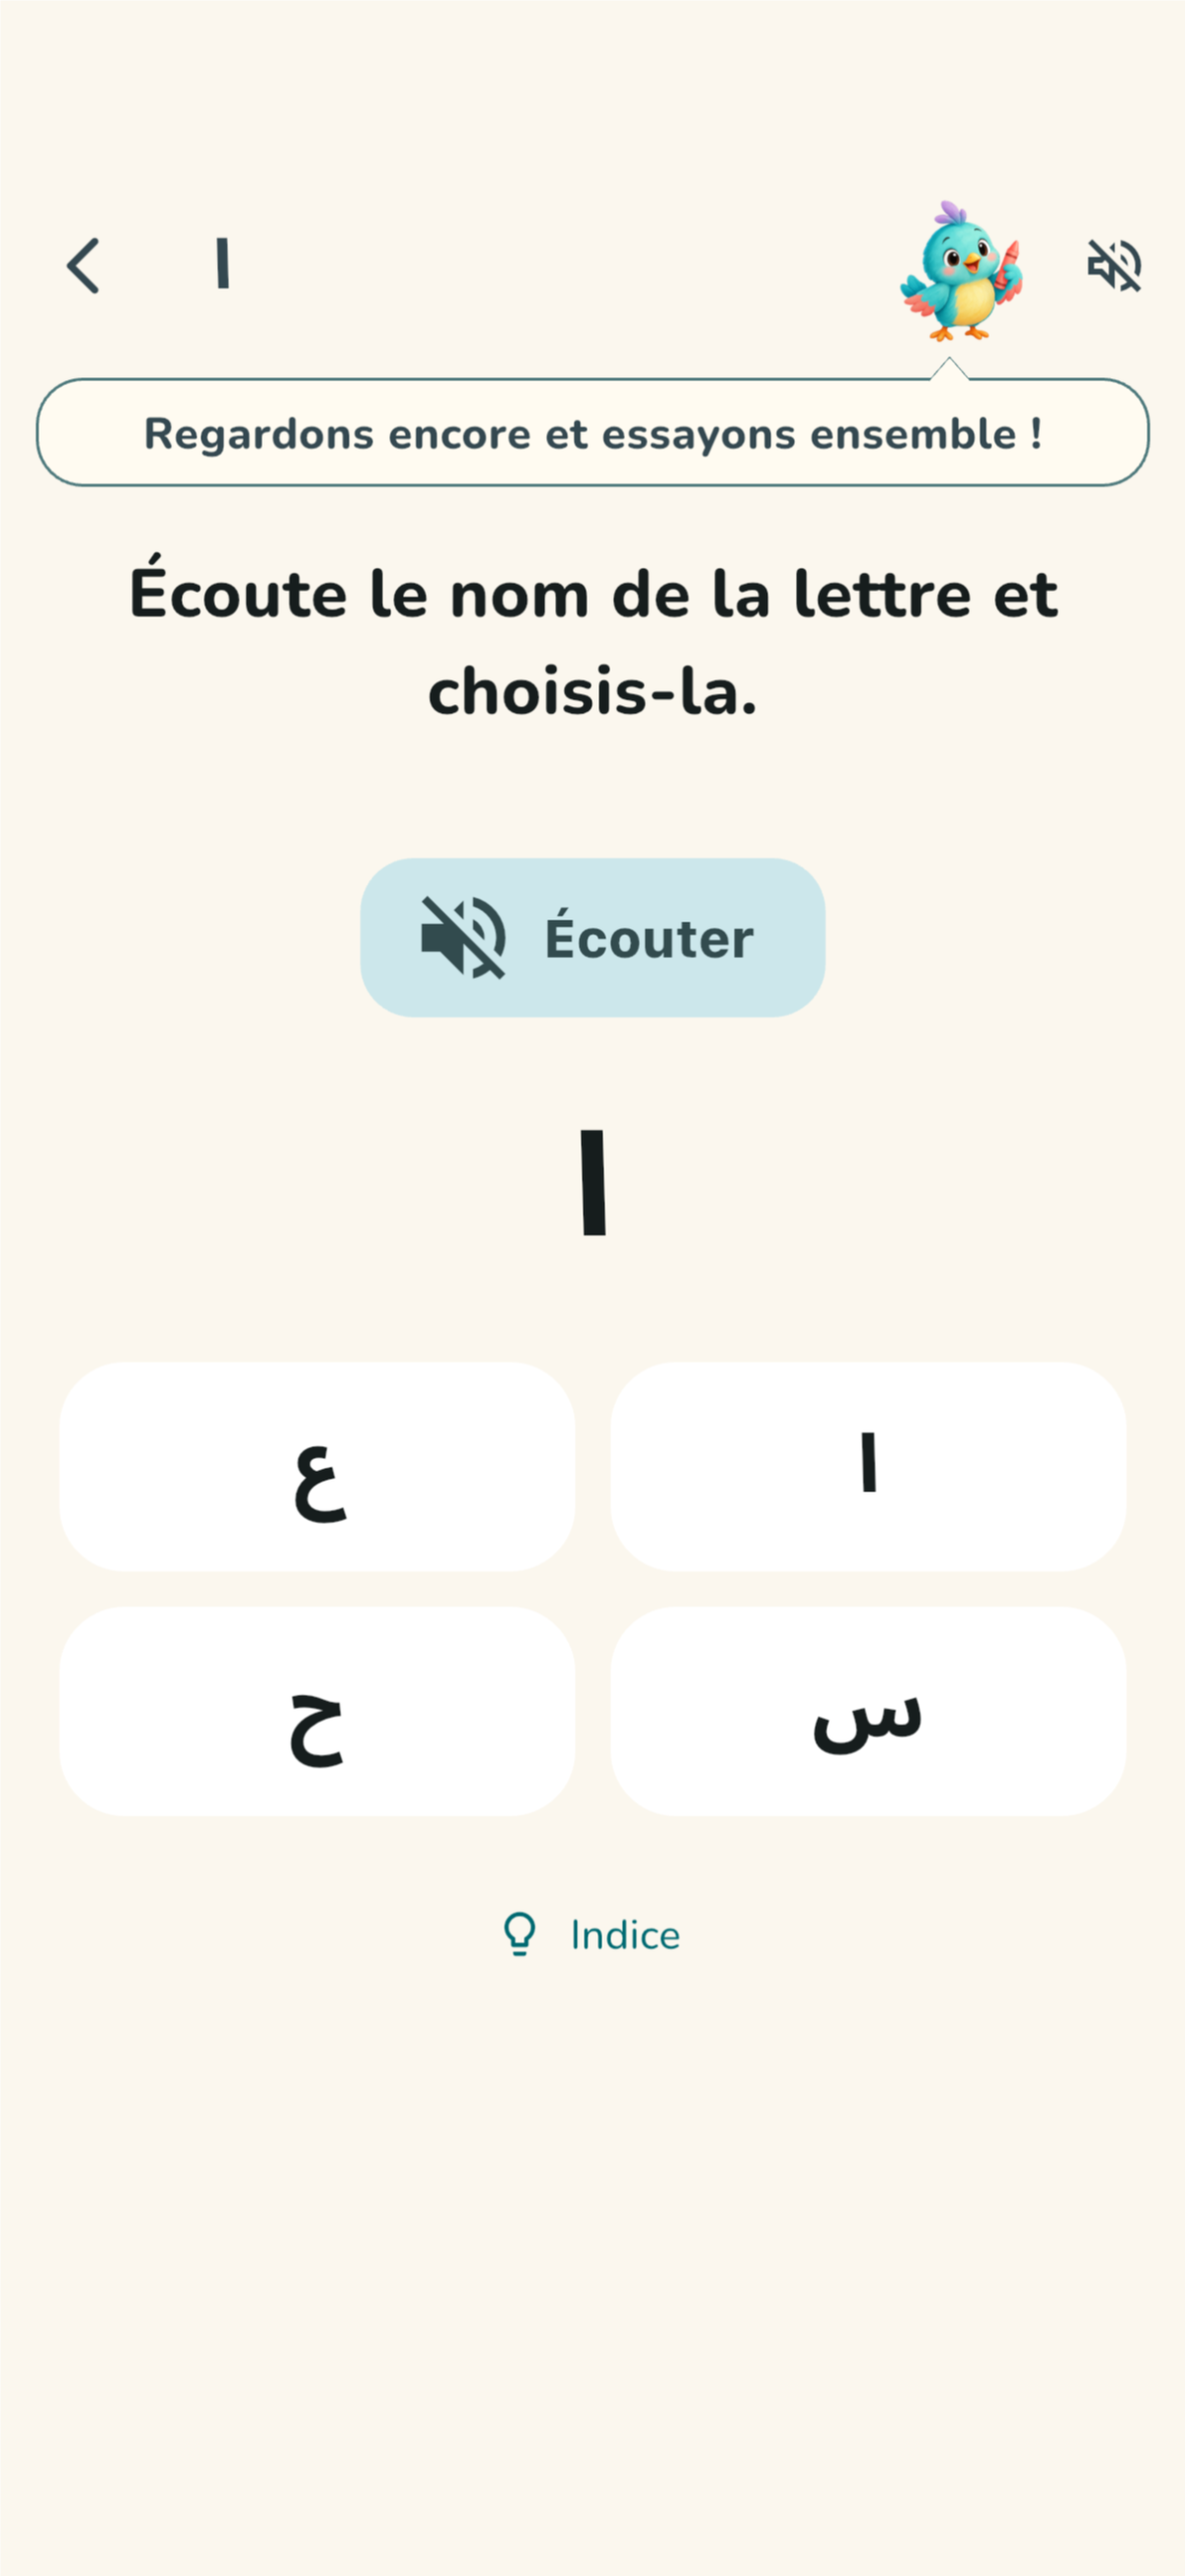 ا
Regardons encore et essayons ensemble !
Écoute le nom de la lettre et
choisis-la.
Écouter
ا
ع
ا
ح
س
Indice